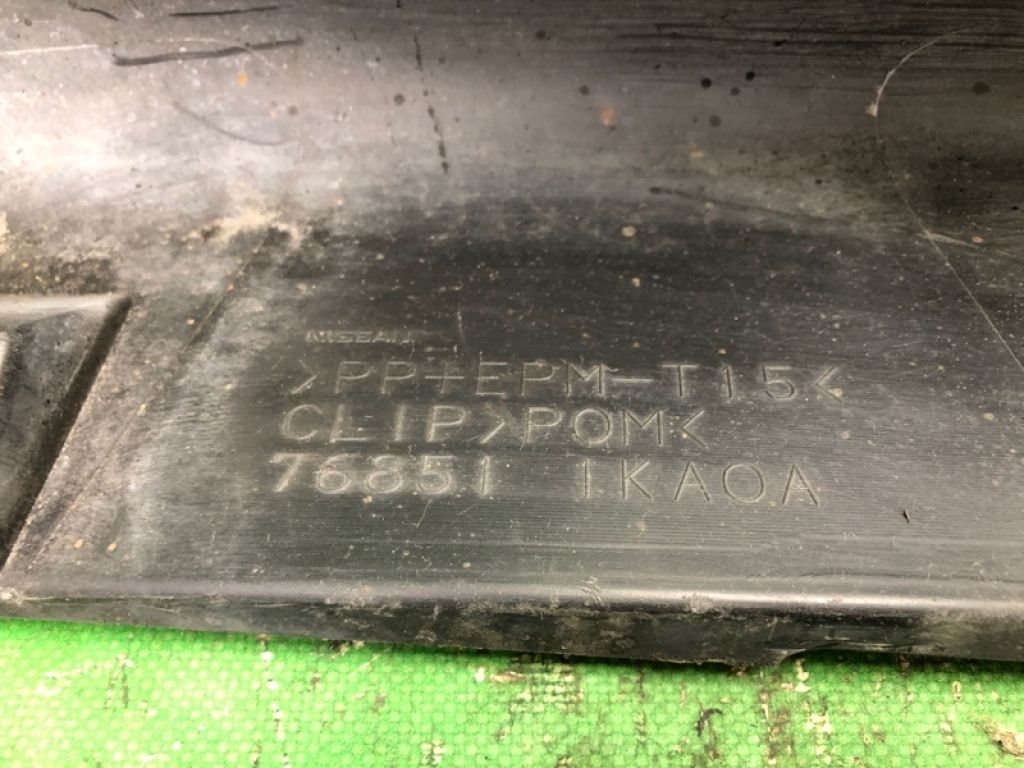 NISSAN
>PP+EPM-T15<
CLIP>POM<
76851 1KA0A